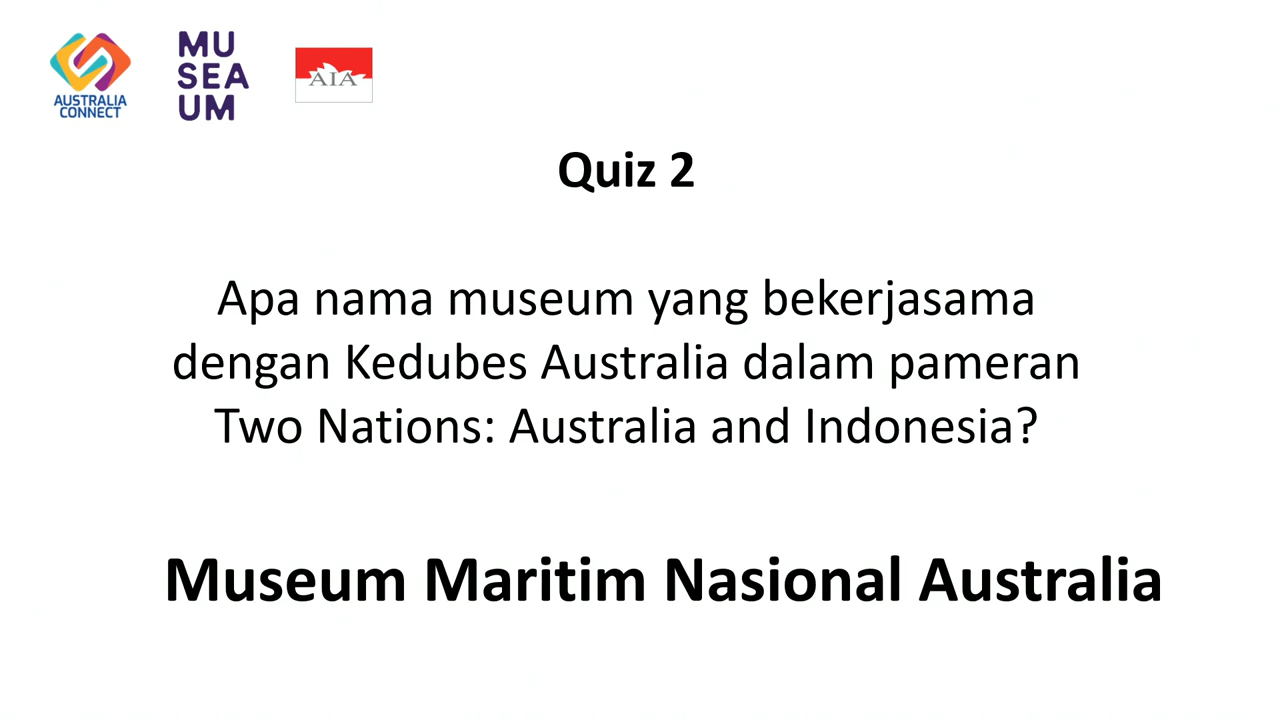 AUSTRALIA
CONNECT
MU
SEA
UM
AIA
Quiz 2
Apa nama museum yang bekerjasama
dengan Kedubes Australia dalam pameran
Two Nations: Australia and Indonesia?
Museum Maritim Nasional Australia